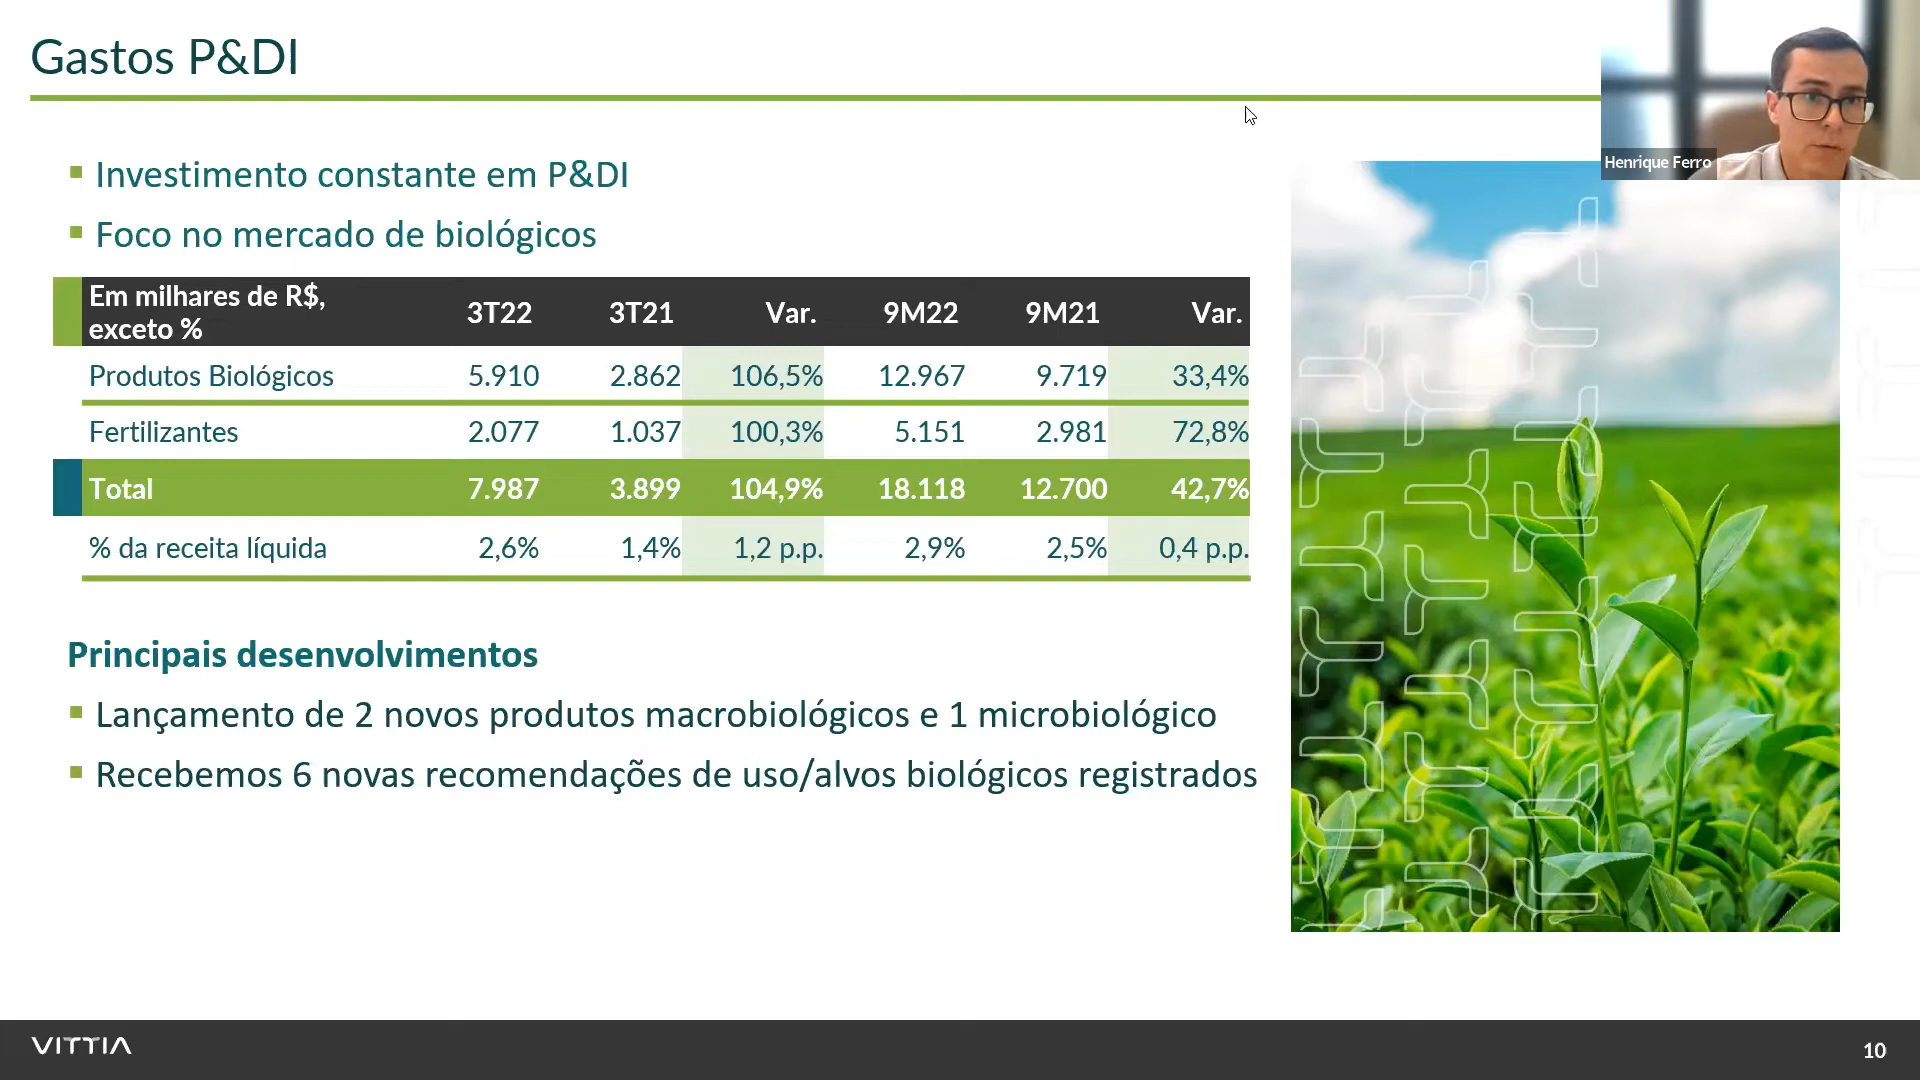 Gastos P&DI
Henrique Ferro
Investimento constante em P&DI
Foco no mercado de biológicos
Em milhares de R$, exceto % 3T22 3T21 Var. 9M22 9M21 Var.
Produtos Biológicos 5.910 2.862 106,5% 12.967 9.719 33,4%
Fertilizantes 2.077 1.037 100,3% 5.151 2.981 72,8%
Total 7.987 3.899 104,9% 18.118 12.700 42,7%
% da receita líquida 2,6% 1,4% 1,2 p.p. 2,9% 2,5% 0,4 p.p.
Principais desenvolvimentos
Lançamento de 2 novos produtos macrobiológicos e 1 microbiológico
Recebemos 6 novas recomendações de uso/alvos biológicos registrados
VITTIA
10